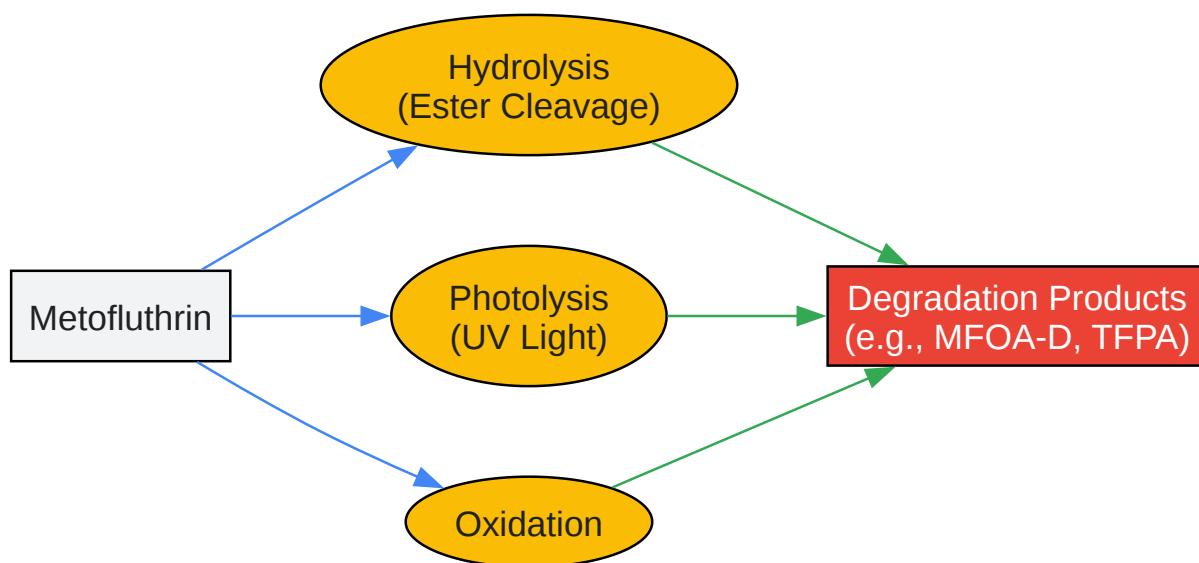 Hydrolysis
(Ester Cleavage)
Metofluthrin
Photolysis
(UV Light)
Degradation Products
(e.g., MFOA-D, TFPA)
Oxidation